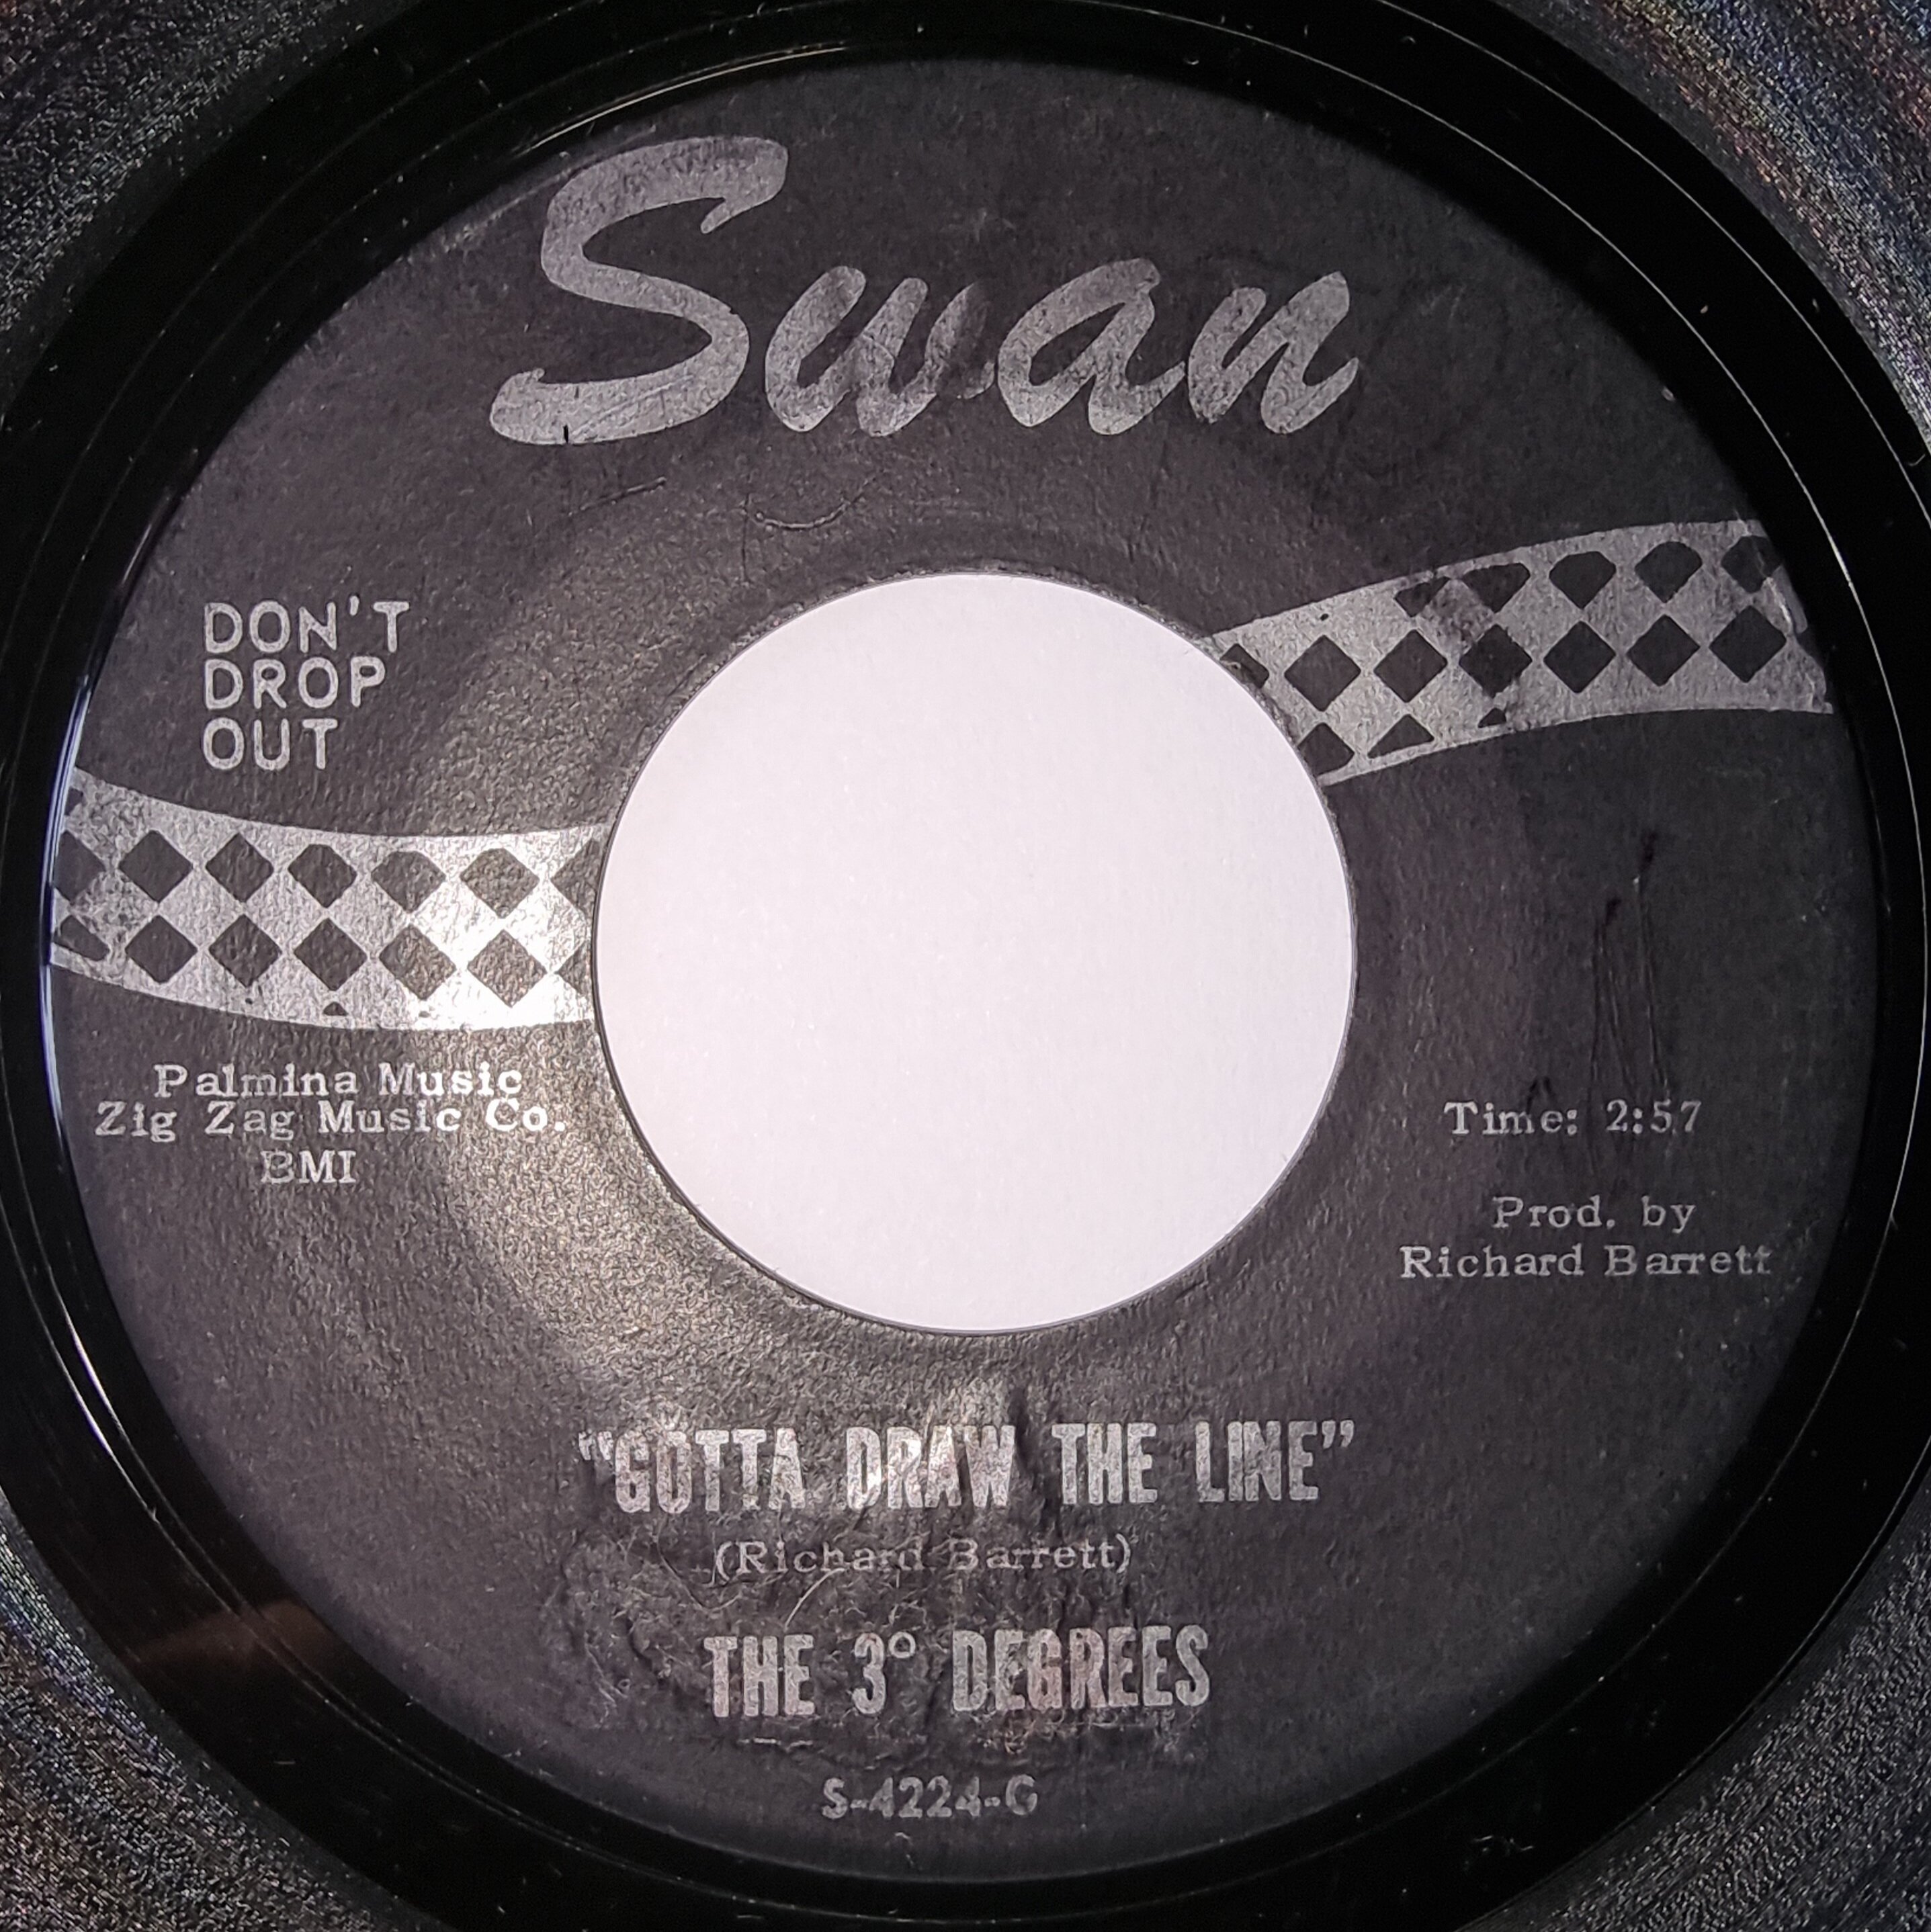 Swan
DON'T
DROP
OUT
Palmina Music
Zig Zag Music Co.
BMI
Time: 2:57
Prod. by
Richard Barrett
"GOTTA DRAW THE LINE"
(Richard Barrett)
THE 3° DEGREES
S-4224-G